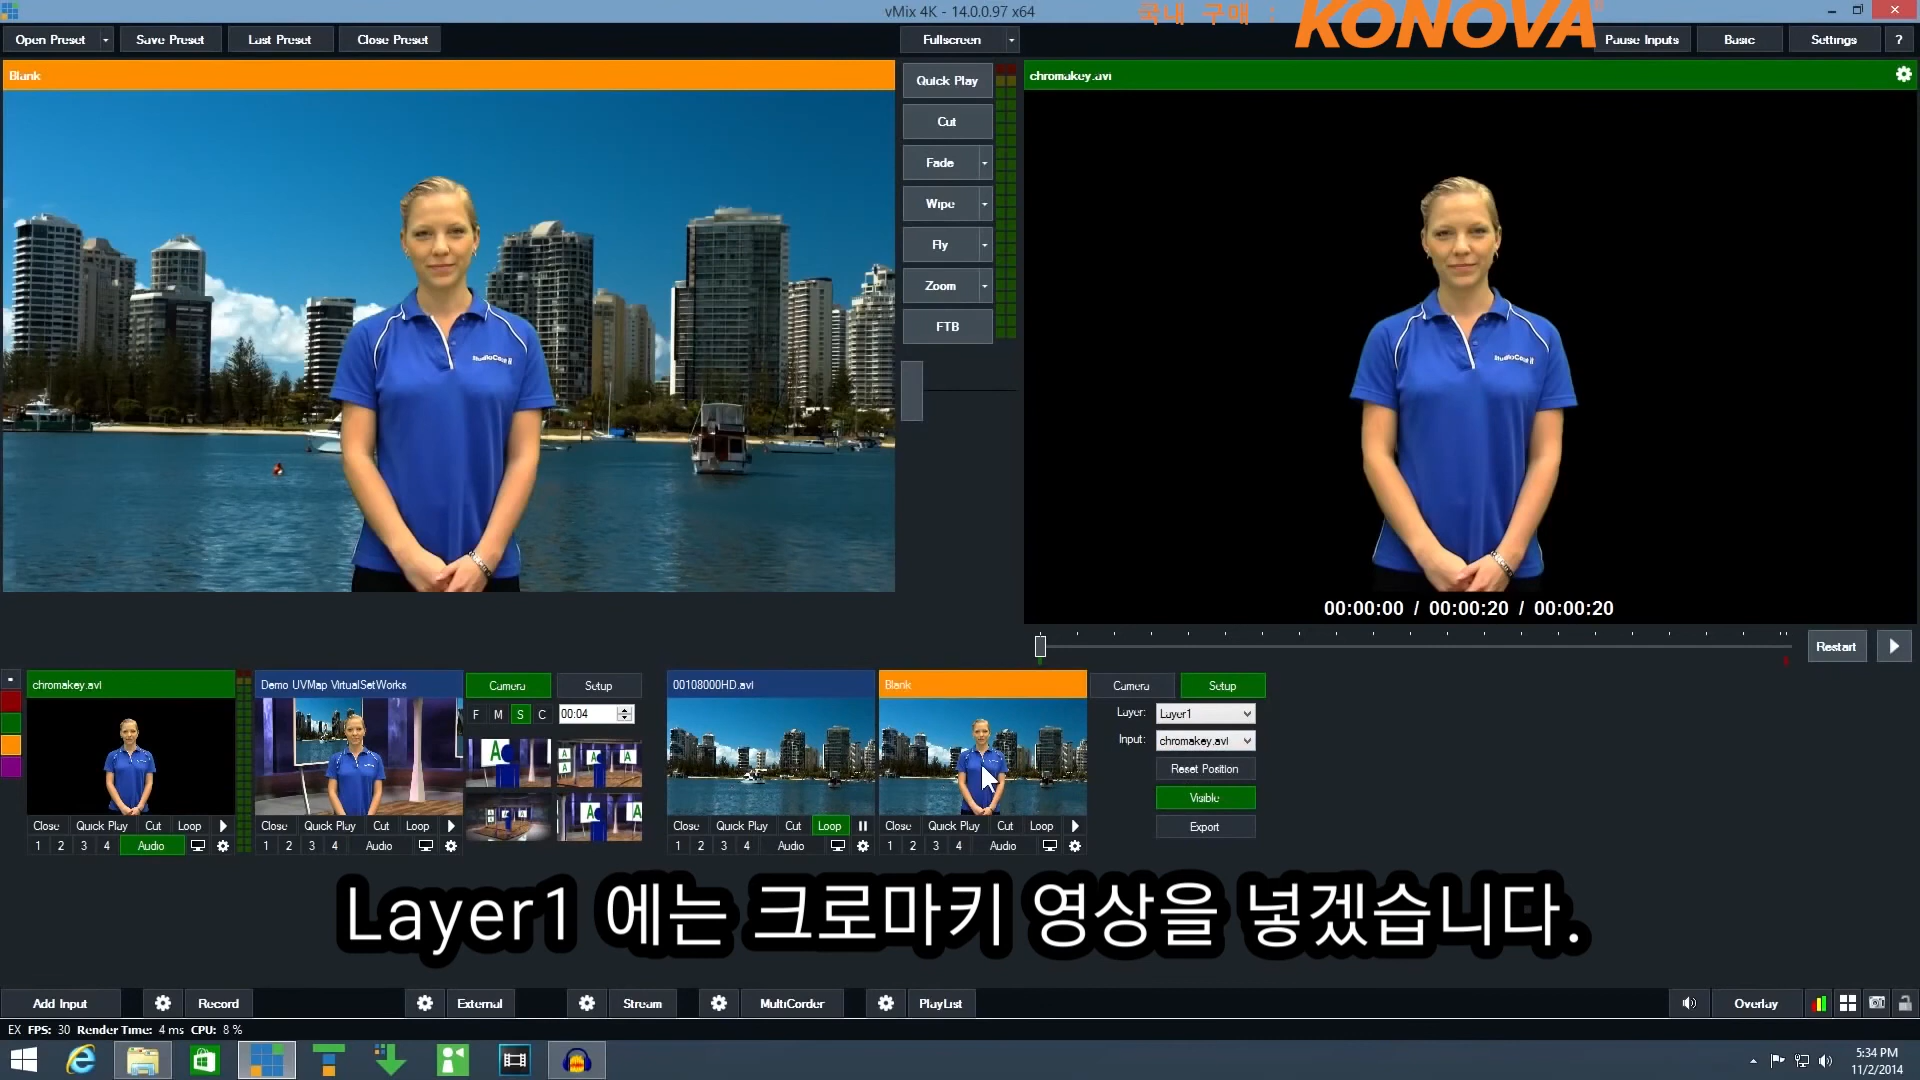 vMix 4K - 14.0.0.97 x64
국내 구매 : KONOVA
Open Preset Save Preset Last Preset Close Preset Fullscreen Pause Inputs Basic Settings ?
Blank
chromakey.avi
Quick Play
Cut
Fade
Wipe
Fly
Zoom
FTB
StudioCoast
StudioCoast
00:00:00 / 00:00:20 / 00:00:20
Restart
chromakey.avi
Close Quick Play Cut Loop
1 2 3 4 Audio
Demo UVMap VirtualSetWorks
Close Quick Play Cut Loop
1 2 3 4 Audio
Camera Setup
F M S C 00:04
A A A A
A A A
00108000HD.avi
Close Quick Play Cut Loop
1 2 3 4 Audio
Blank
Close Quick Play Cut Loop
1 2 3 4 Audio
Camera Setup
Layer: Layer1
Input: chromakey.avi
Reset Position
Visible
Export
Layer1 에는 크로마키 영상을 넣겠습니다.
Add Input Record External Stream MultiCorder PlayList Overlay
EX FPS: 30 Render Time: 4 ms CPU: 8 %
5:34 PM
11/2/2014